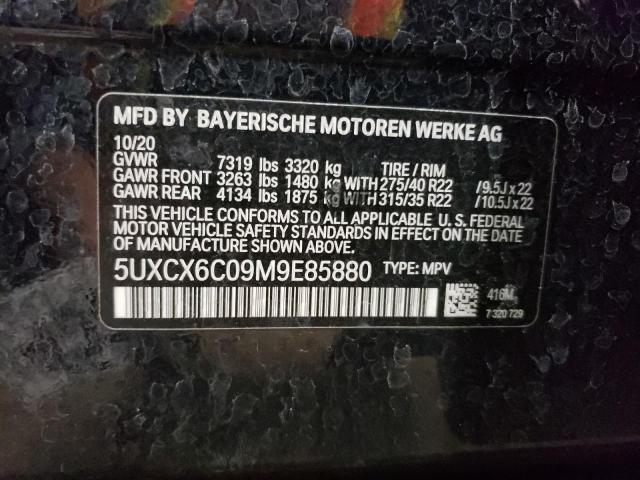 MFD BY BAYERISCHE MOTOREN WERKE AG
10/20
GVWR 7319 lbs 3320 kg TIRE / RIM
GAWR FRONT 3263 lbs 1480 kg WITH 275/40 R22 /9.5J x 22
GAWR REAR 4134 lbs 1875 kg WITH 315/35 R22 /10.5J x 22
THIS VEHICLE CONFORMS TO ALL APPLICABLE U. S. FEDERAL
MOTOR VEHICLE SAFETY STANDARDS IN EFFECT ON THE DATE
OF MANUFACTURE SHOWN ABOVE.
5UXCX6C09M9E85880 TYPE: MPV
416M
7 320 729